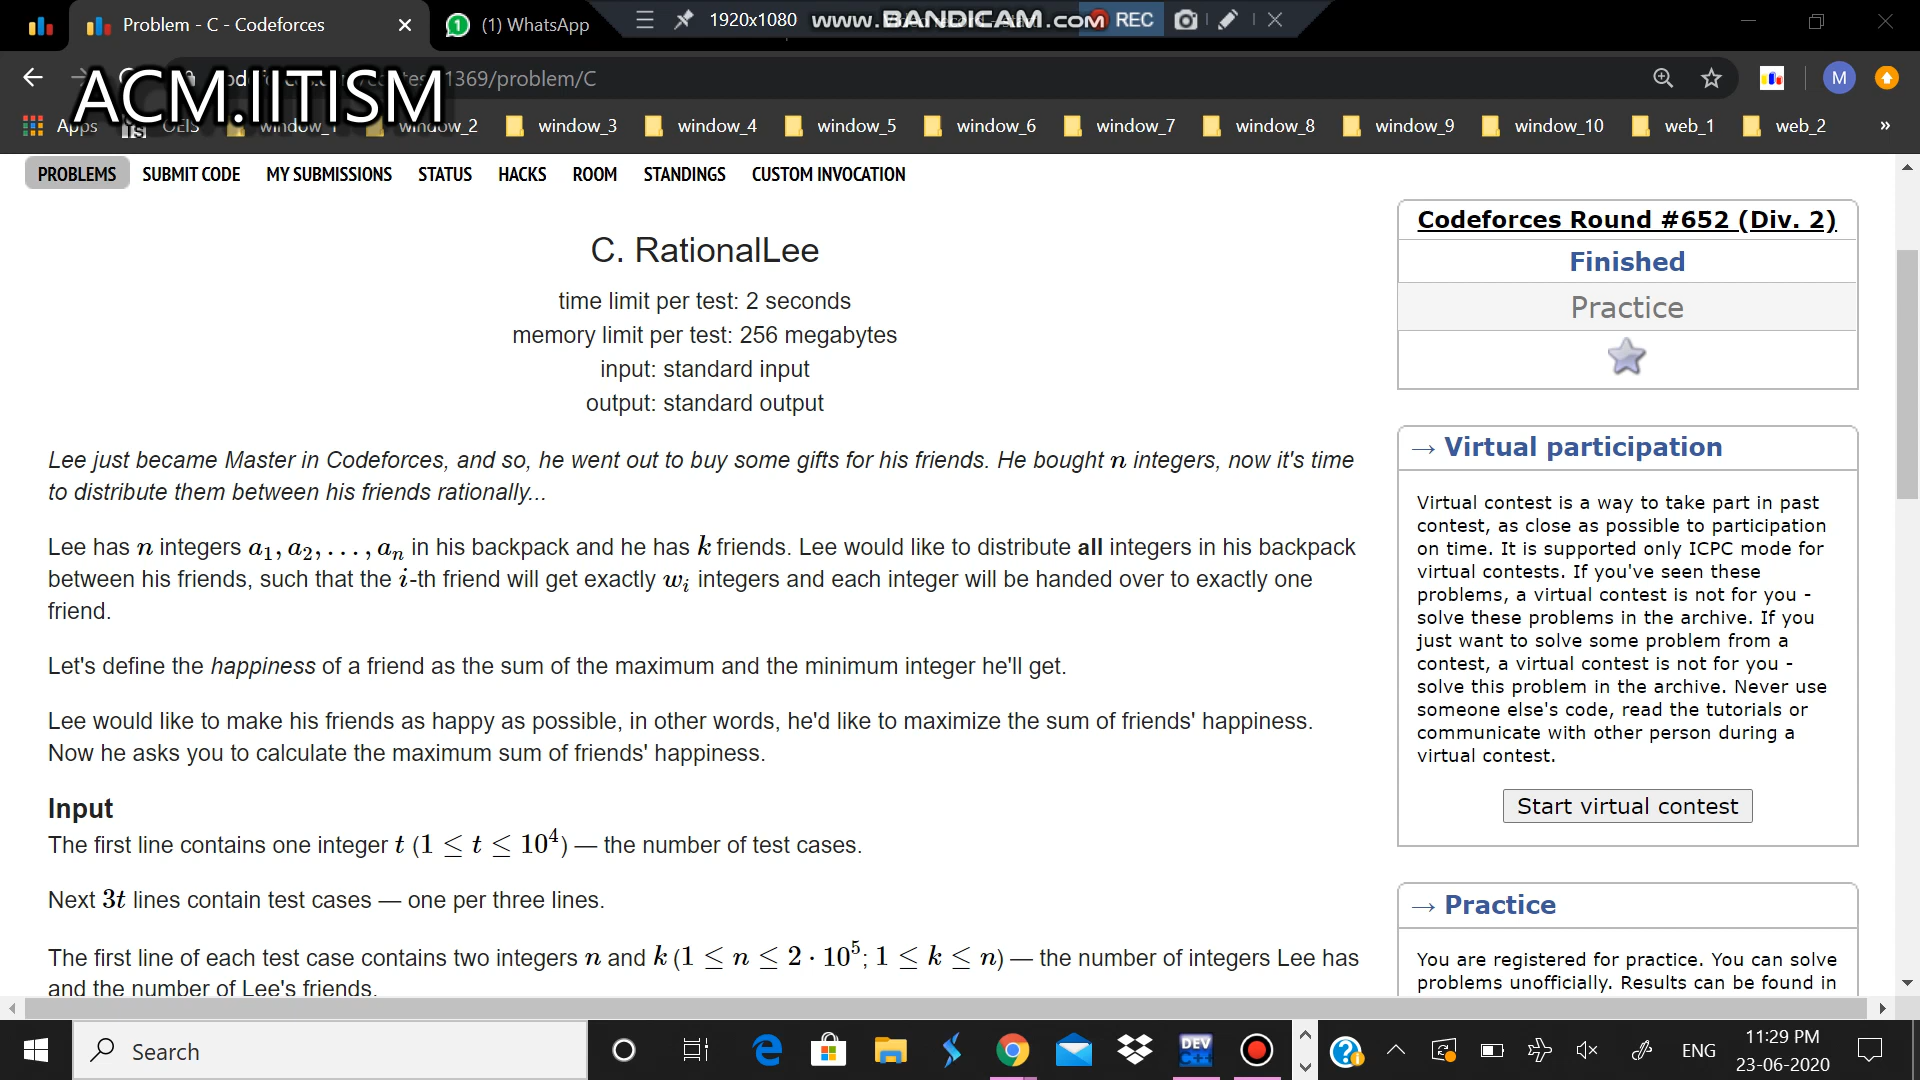 Problem - C - Codeforces
(1) WhatsApp
1920x1080
www.BANDICAM.com
REC
1369/problem/C
M
ACM.IITISM
Apps
window_2
window_3
window_4
window_5
window_6
window_7
window_8
window_9
window_10
web_1
web_2
»
PROBLEMS SUBMIT CODE MY SUBMISSIONS STATUS HACKS ROOM STANDINGS CUSTOM INVOCATION
C. RationalLee
time limit per test: 2 seconds
memory limit per test: 256 megabytes
input: standard input
output: standard output
Lee just became Master in Codeforces, and so, he went out to buy some gifts for his friends. He bought n integers, now it's time
to distribute them between his friends rationally...
Lee has n integers a₁, a₂, …, aₙ in his backpack and he has k friends. Lee would like to distribute all integers in his backpack
between his friends, such that the i-th friend will get exactly wᵢ integers and each integer will be handed over to exactly one
friend.
Let's define the happiness of a friend as the sum of the maximum and the minimum integer he'll get.
Lee would like to make his friends as happy as possible, in other words, he'd like to maximize the sum of friends' happiness.
Now he asks you to calculate the maximum sum of friends' happiness.
Input
The first line contains one integer t (1 ≤ t ≤ 10⁴) — the number of test cases.
Next 3t lines contain test cases — one per three lines.
The first line of each test case contains two integers n and k (1 ≤ n ≤ 2 · 10⁵; 1 ≤ k ≤ n) — the number of integers Lee has
and the number of Lee's friends.
Codeforces Round #652 (Div. 2)
Finished
Practice
→ Virtual participation
Virtual contest is a way to take part in past
contest, as close as possible to participation
on time. It is supported only ICPC mode for
virtual contests. If you've seen these
problems, a virtual contest is not for you -
solve these problems in the archive. If you
just want to solve some problem from a
contest, a virtual contest is not for you -
solve this problem in the archive. Never use
someone else's code, read the tutorials or
communicate with other person during a
virtual contest.
Start virtual contest
→ Practice
You are registered for practice. You can solve
problems unofficially. Results can be found in
Search
DEV
C++
ENG
11:29 PM
23-06-2020